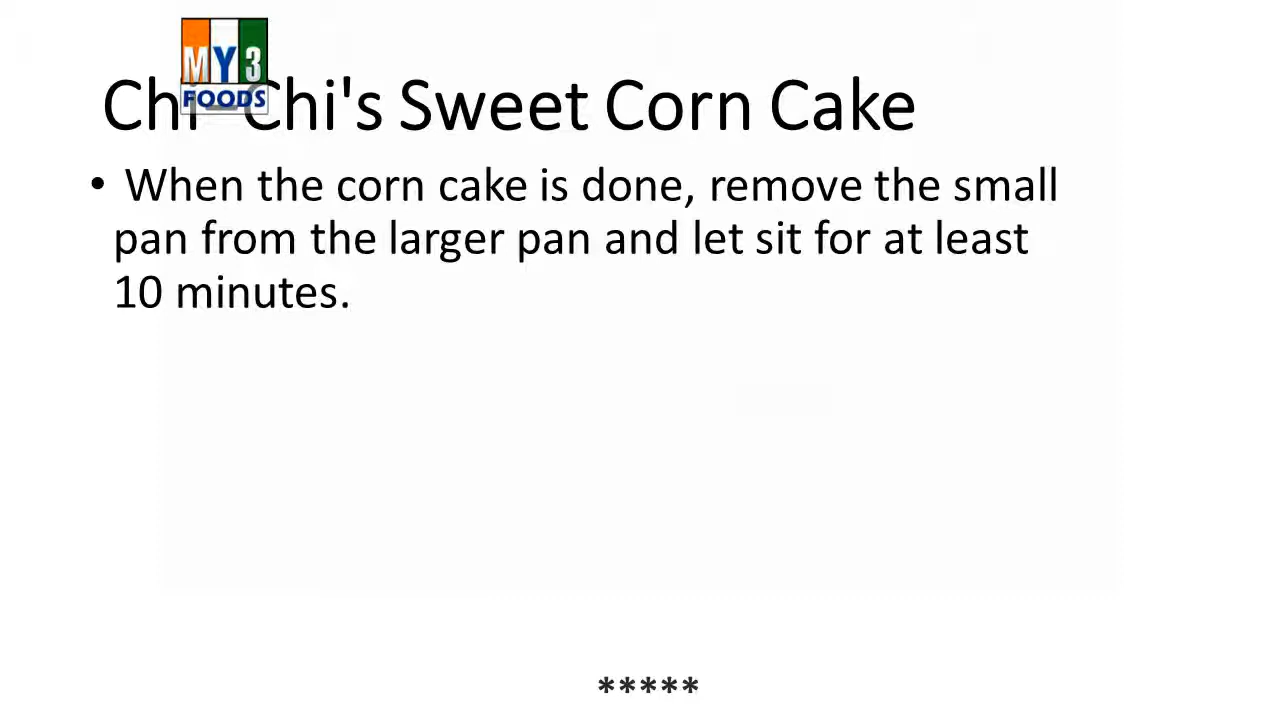 MY3
FOODS
Chi-Chi's Sweet Corn Cake
• When the corn cake is done, remove the small
pan from the larger pan and let sit for at least
10 minutes.
*****